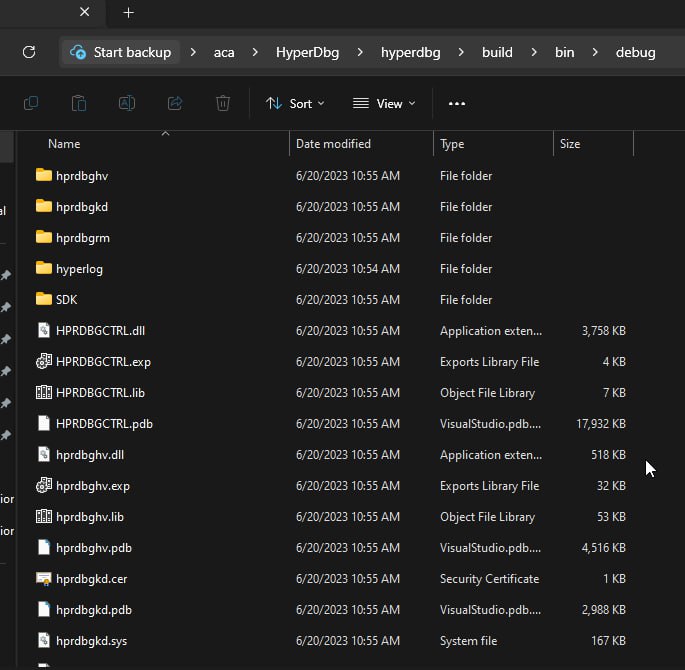 Start backup aca HyperDbg hyperdbg build bin debug
Sort View
Name Date modified Type Size
hprdbghv 6/20/2023 10:55 AM File folder
hprdbgkd 6/20/2023 10:55 AM File folder
hprdbgrm 6/20/2023 10:55 AM File folder
al
hyperlog 6/20/2023 10:54 AM File folder
SDK 6/20/2023 10:55 AM File folder
HPRDBGCTRL.dll 6/20/2023 10:55 AM Application exten... 3,758 KB
HPRDBGCTRL.exp 6/20/2023 10:55 AM Exports Library File 4 KB
HPRDBGCTRL.lib 6/20/2023 10:55 AM Object File Library 7 KB
HPRDBGCTRL.pdb 6/20/2023 10:55 AM VisualStudio.pdb.... 17,932 KB
hprdbghv.dll 6/20/2023 10:55 AM Application exten... 518 KB
hprdbghv.exp 6/20/2023 10:55 AM Exports Library File 32 KB
ior
hprdbghv.lib 6/20/2023 10:55 AM Object File Library 53 KB
ior
hprdbghv.pdb 6/20/2023 10:55 AM VisualStudio.pdb.... 4,516 KB
hprdbgkd.cer 6/20/2023 10:55 AM Security Certificate 1 KB
hprdbgkd.pdb 6/20/2023 10:55 AM VisualStudio.pdb.... 2,988 KB
hprdbgkd.sys 6/20/2023 10:55 AM System file 167 KB